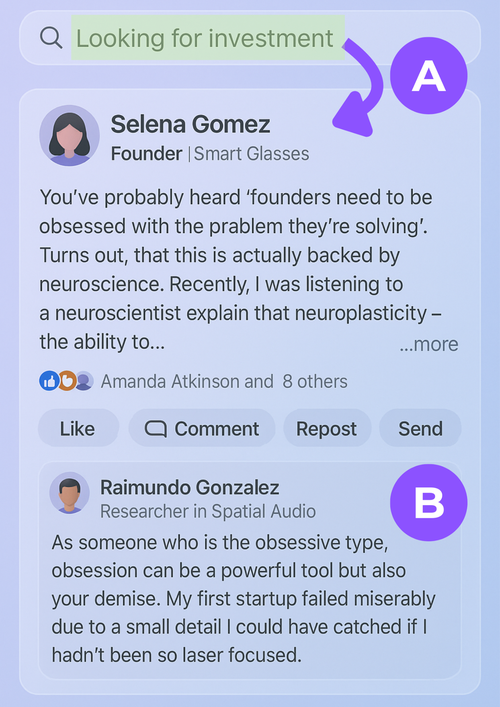 Looking for investment
A
Selena Gomez
Founder | Smart Glasses
You've probably heard ‘founders need to be
obsessed with the prablem they're solving’.
Turns out, that this is actually backed by
neuroscience. Recently, I was listening to
a neuroscientist explain that neuroplasticity –
the ability to...
...more
Amanda Atkinson and 8 others
Like
Comment
Repost
Send
Raimundo Gonzalez
Researcher in Spatial Audio
B
As someone who is the obsessive type,
obsession can be a powerful tool but also
your demise. My first startup failed miserably
due to a small detail I could have catched if I
hadn't been so laser focused.